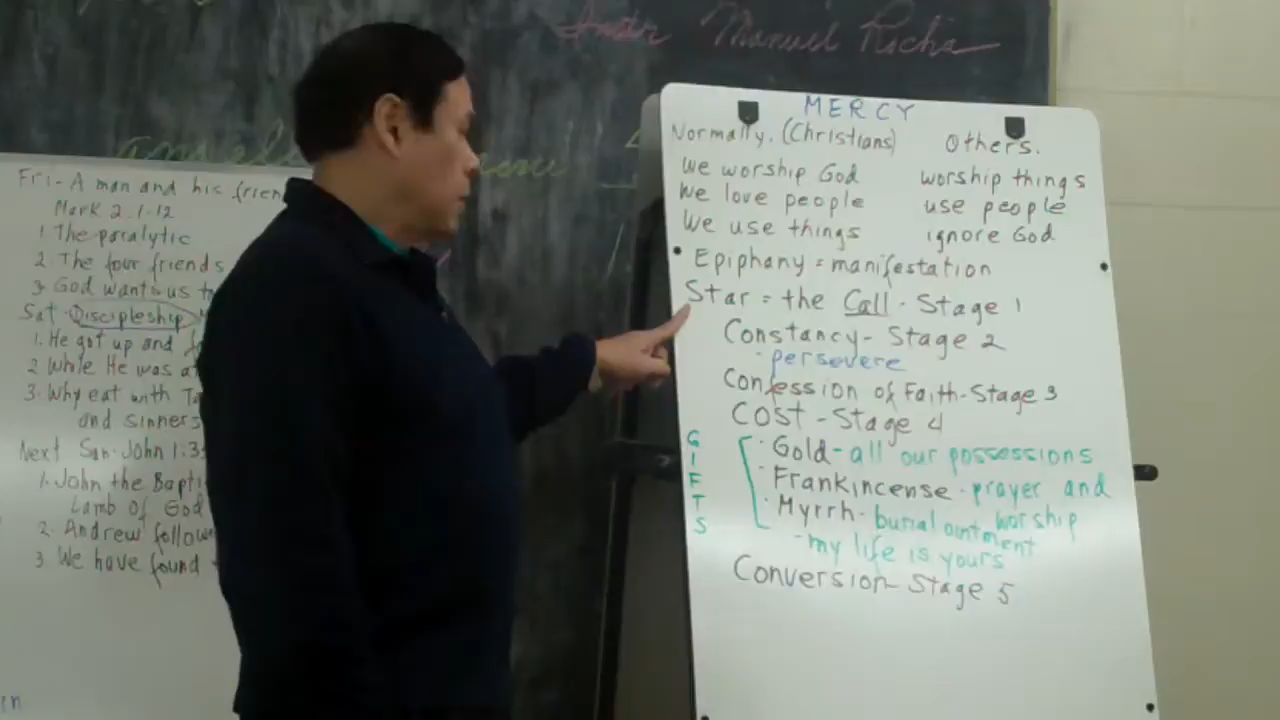 Manuel Rocha
Fri - A man and his frien
Mark 2:1-12
1 The paralytic
2. The four friends
3 God wants us
Sat - Discipleship
1. He got up and
2 While He was a
3. Why eat with Ta
and sinners
Next Sun. John 1:3
1. John the Bapti
Lamb of God
2. Andrew follow
3 We have found
MERCY
Normally. (Christians) Others.
We worship God worship things
We love people use people
We use things ignore God
Epiphany = manifestation
Star = the Call - Stage 1
Constancy - Stage 2
- persevere
Confession of Faith - Stage 3
COST - Stage 4
GIFTS
· Gold - all our possessions
· Frankincense - prayer and
worship
· Myrrh - burial ointment
- my life is yours
Conversion - Stage 5